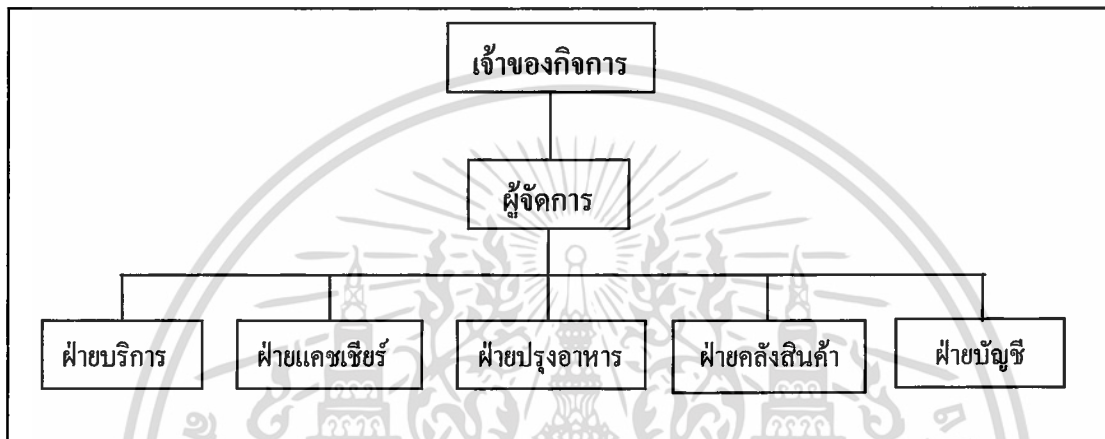 เจ้าของกิจการ
ผู้จัดการ
ฝ่ายบริการ
ฝ่ายแคชเชียร์
ฝ่ายปรุงอาหาร
ฝ่ายคลังสินค้า
ฝ่ายบัญชี